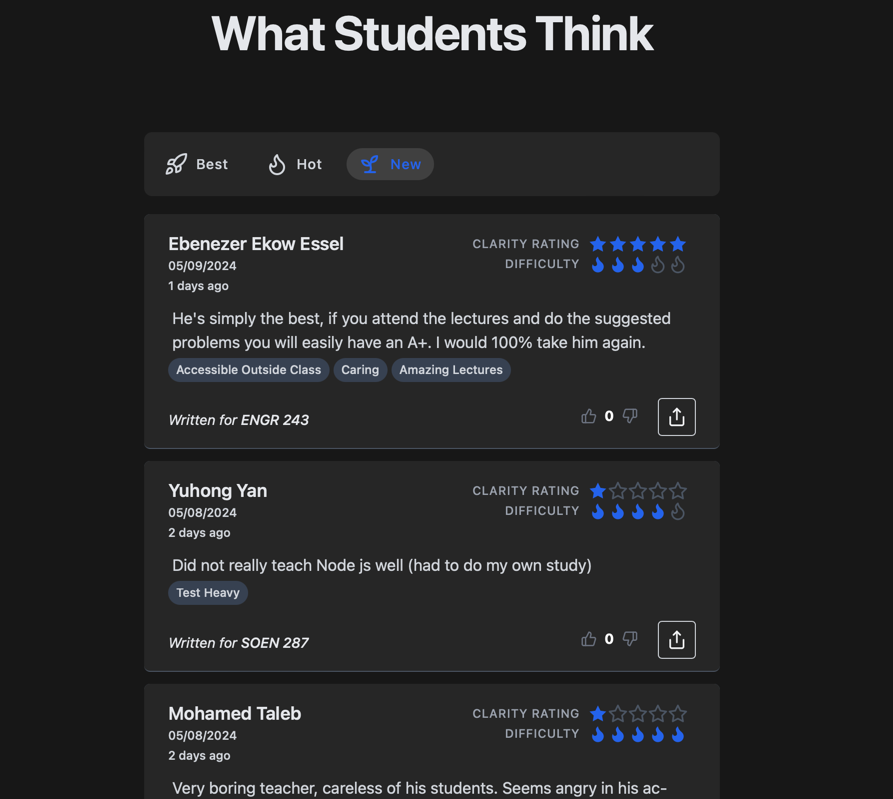 What Students Think
Best Hot New
Ebenezer Ekow Essel
CLARITY RATING
05/09/2024
DIFFICULTY
1 days ago
He's simply the best, if you attend the lectures and do the suggested
problems you will easily have an A+. I would 100% take him again.
Accessible Outside Class Caring Amazing Lectures
Written for ENGR 243
0
Yuhong Yan
CLARITY RATING
05/08/2024
DIFFICULTY
2 days ago
Did not really teach Node js well (had to do my own study)
Test Heavy
Written for SOEN 287
0
Mohamed Taleb
CLARITY RATING
05/08/2024
DIFFICULTY
2 days ago
Very boring teacher, careless of his students. Seems angry in his ac-